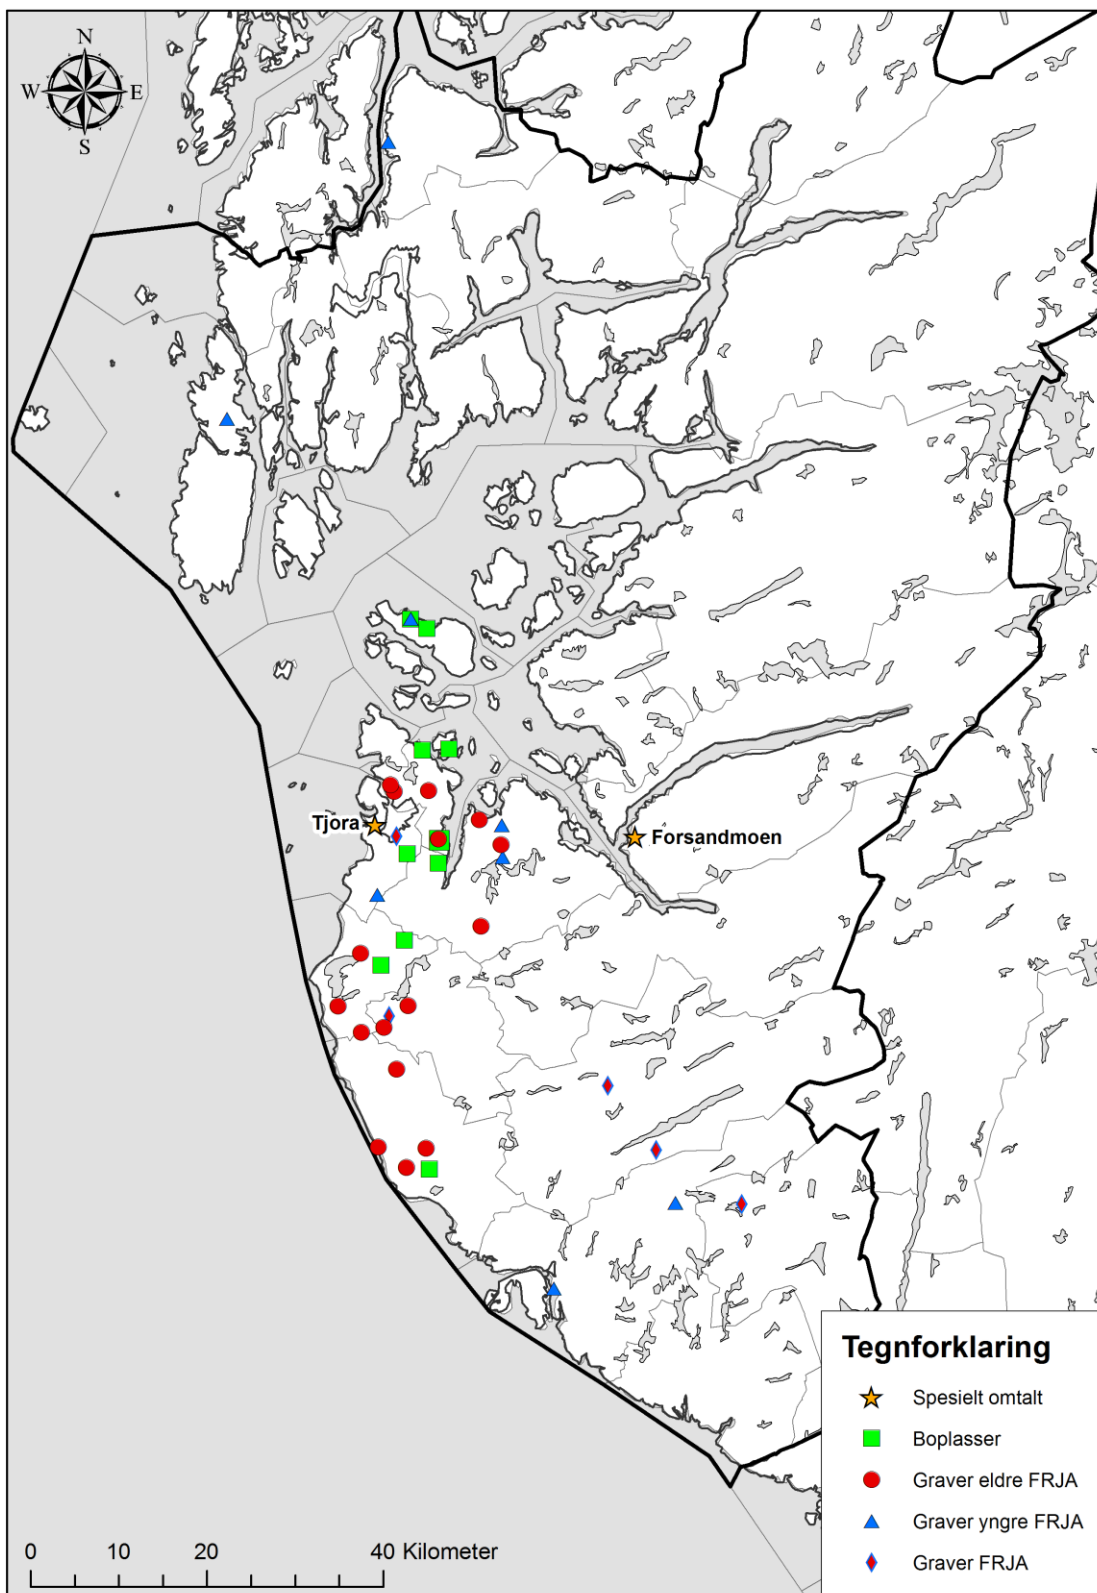 N
W E
S
Tjora
Forsandmoen
Tegnforklaring
Spesielt omtalt
Boplasser
Graver eldre FRJA
Graver yngre FRJA
Graver FRJA
0 10 20 40 Kilometer